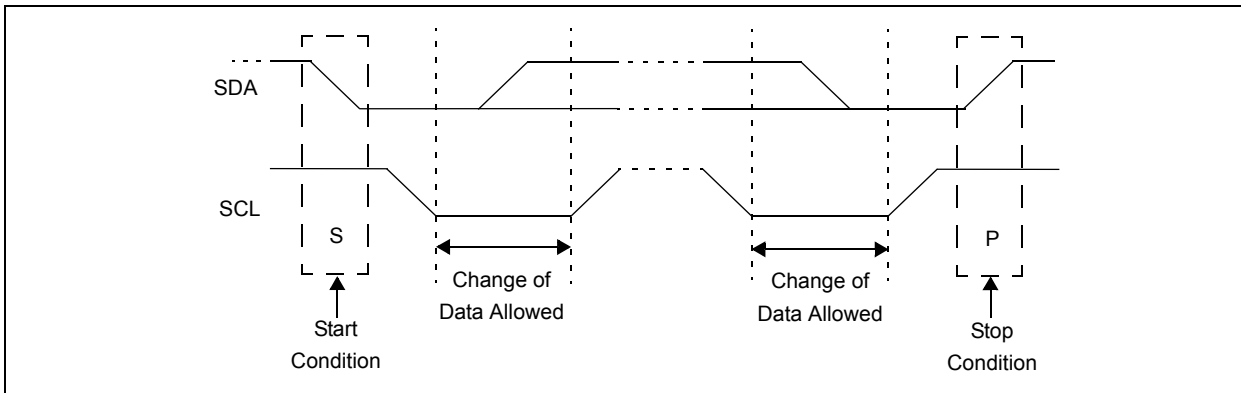 SDA
SCL
S
P
Change of
Data Allowed
Change of
Data Allowed
Start
Condition
Stop
Condition